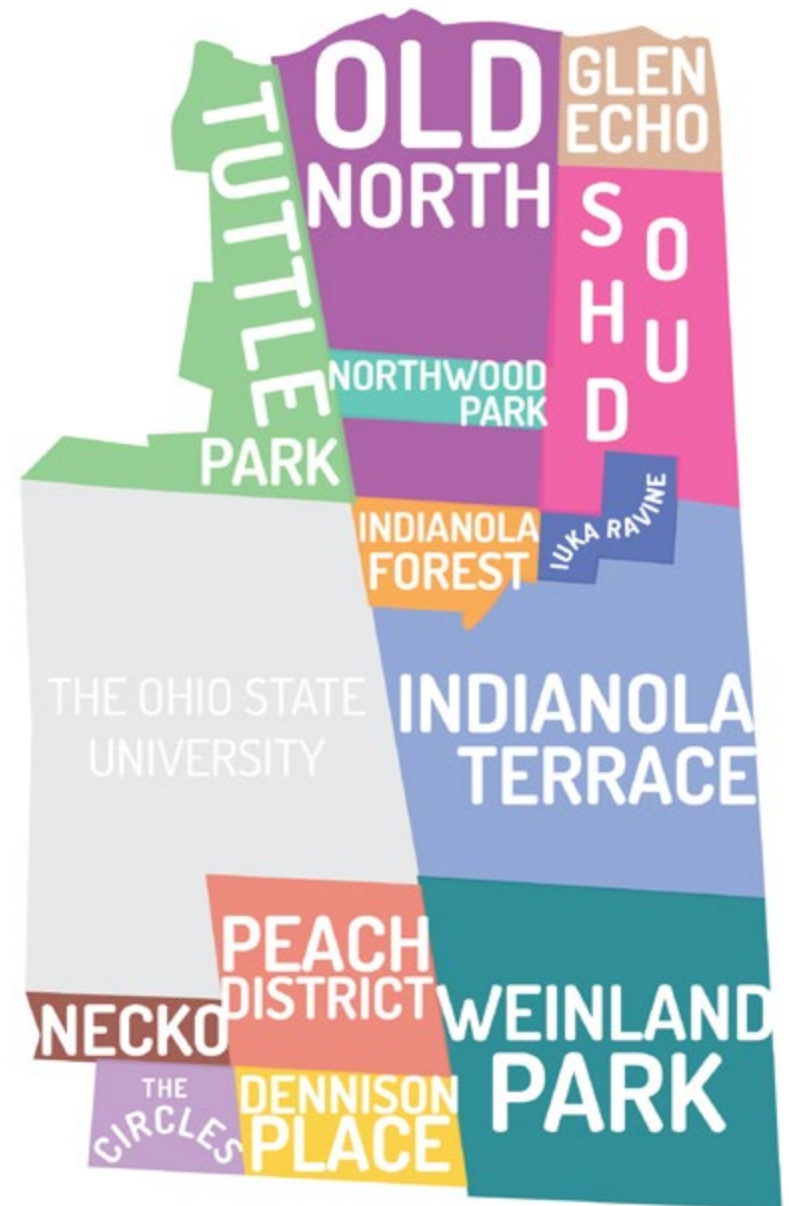 OLD
NORTH
GLEN
ECHO
TUTTLE
PARK
SOHUD
NORTHWOOD
PARK
INDIANOLA
FOREST
IUKA RAVINE
THE OHIO STATE
UNIVERSITY
INDIANOLA
TERRACE
PEACH
DISTRICT
NECKO
WEINLAND
PARK
THE
CIRCLES
DENNISON
PLACE